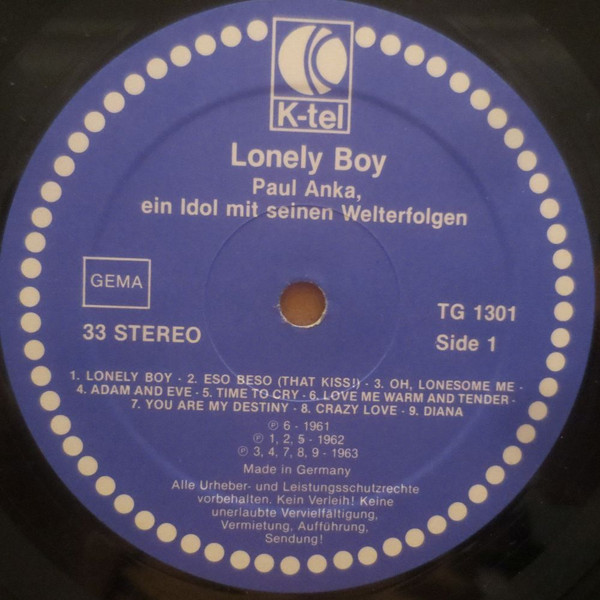 K-tel
Lonely Boy
Paul Anka,
ein Idol mit seinen Welterfolgen
GEMA
33 STEREO
TG 1301
Side 1
1. LONELY BOY · 2. ESO BESO (THAT KISS!) · 3. OH, LONESOME ME ·
4. ADAM AND EVE · 5. TIME TO CRY · 6. LOVE ME WARM AND TENDER ·
7. YOU ARE MY DESTINY · 8. CRAZY LOVE · 9. DIANA
℗ 6 - 1961
℗ 1, 2, 5 - 1962
℗ 3, 4, 7, 8, 9 - 1963
Made in Germany
Alle Urheber- und Leistungsschutzrechte
vorbehalten. Kein Verleih! Keine
unerlaubte Vervielfältigung,
Vermietung, Aufführung,
Sendung!